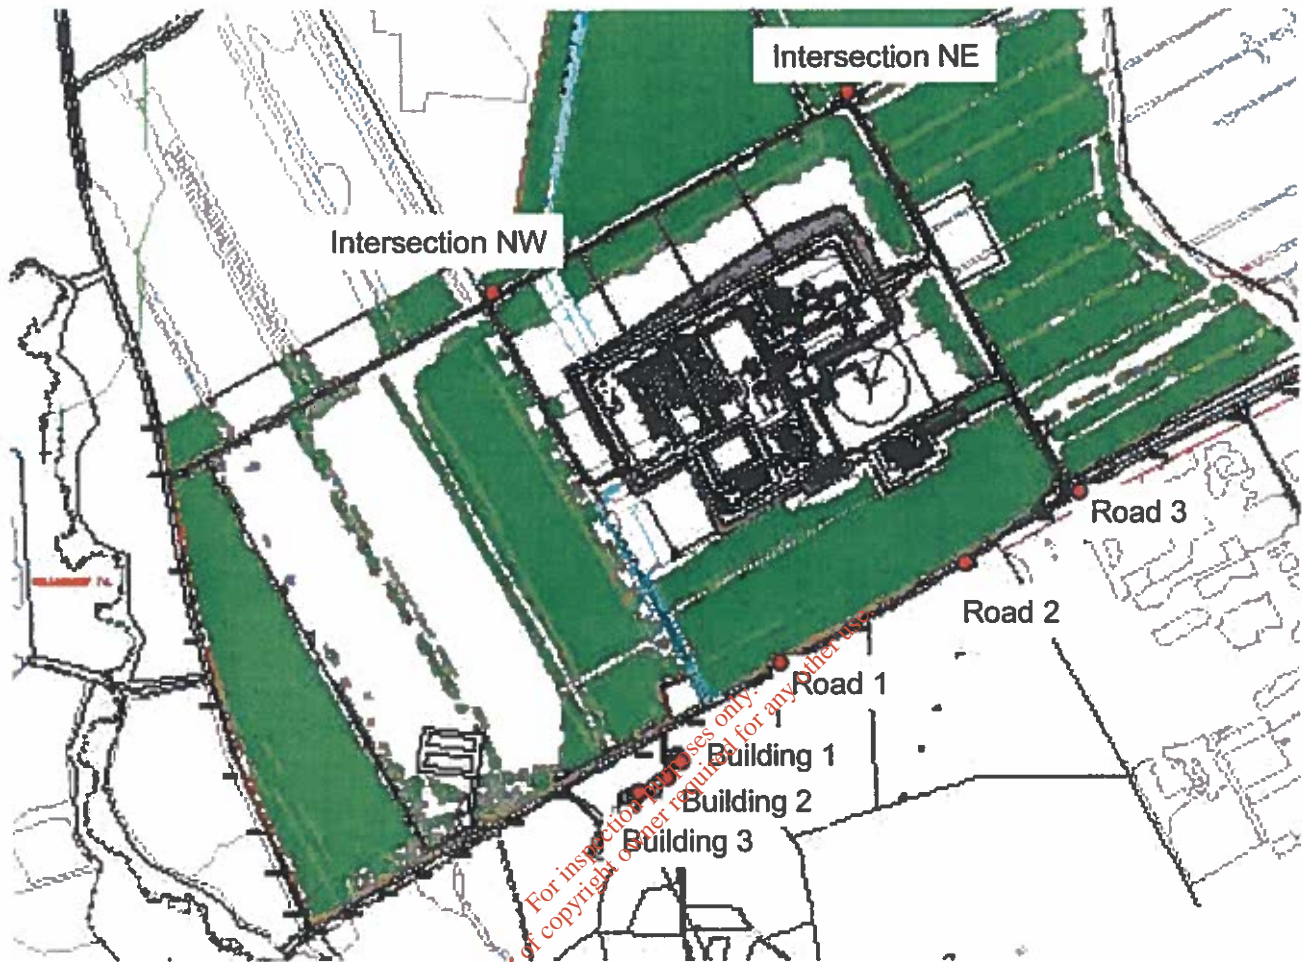 Intersection NE
Intersection NW
Road 3
Road 2
Road 1
1
Building 1
Building 2
Building 3
For inspection purposes only.
of copyright owner required for any other use.